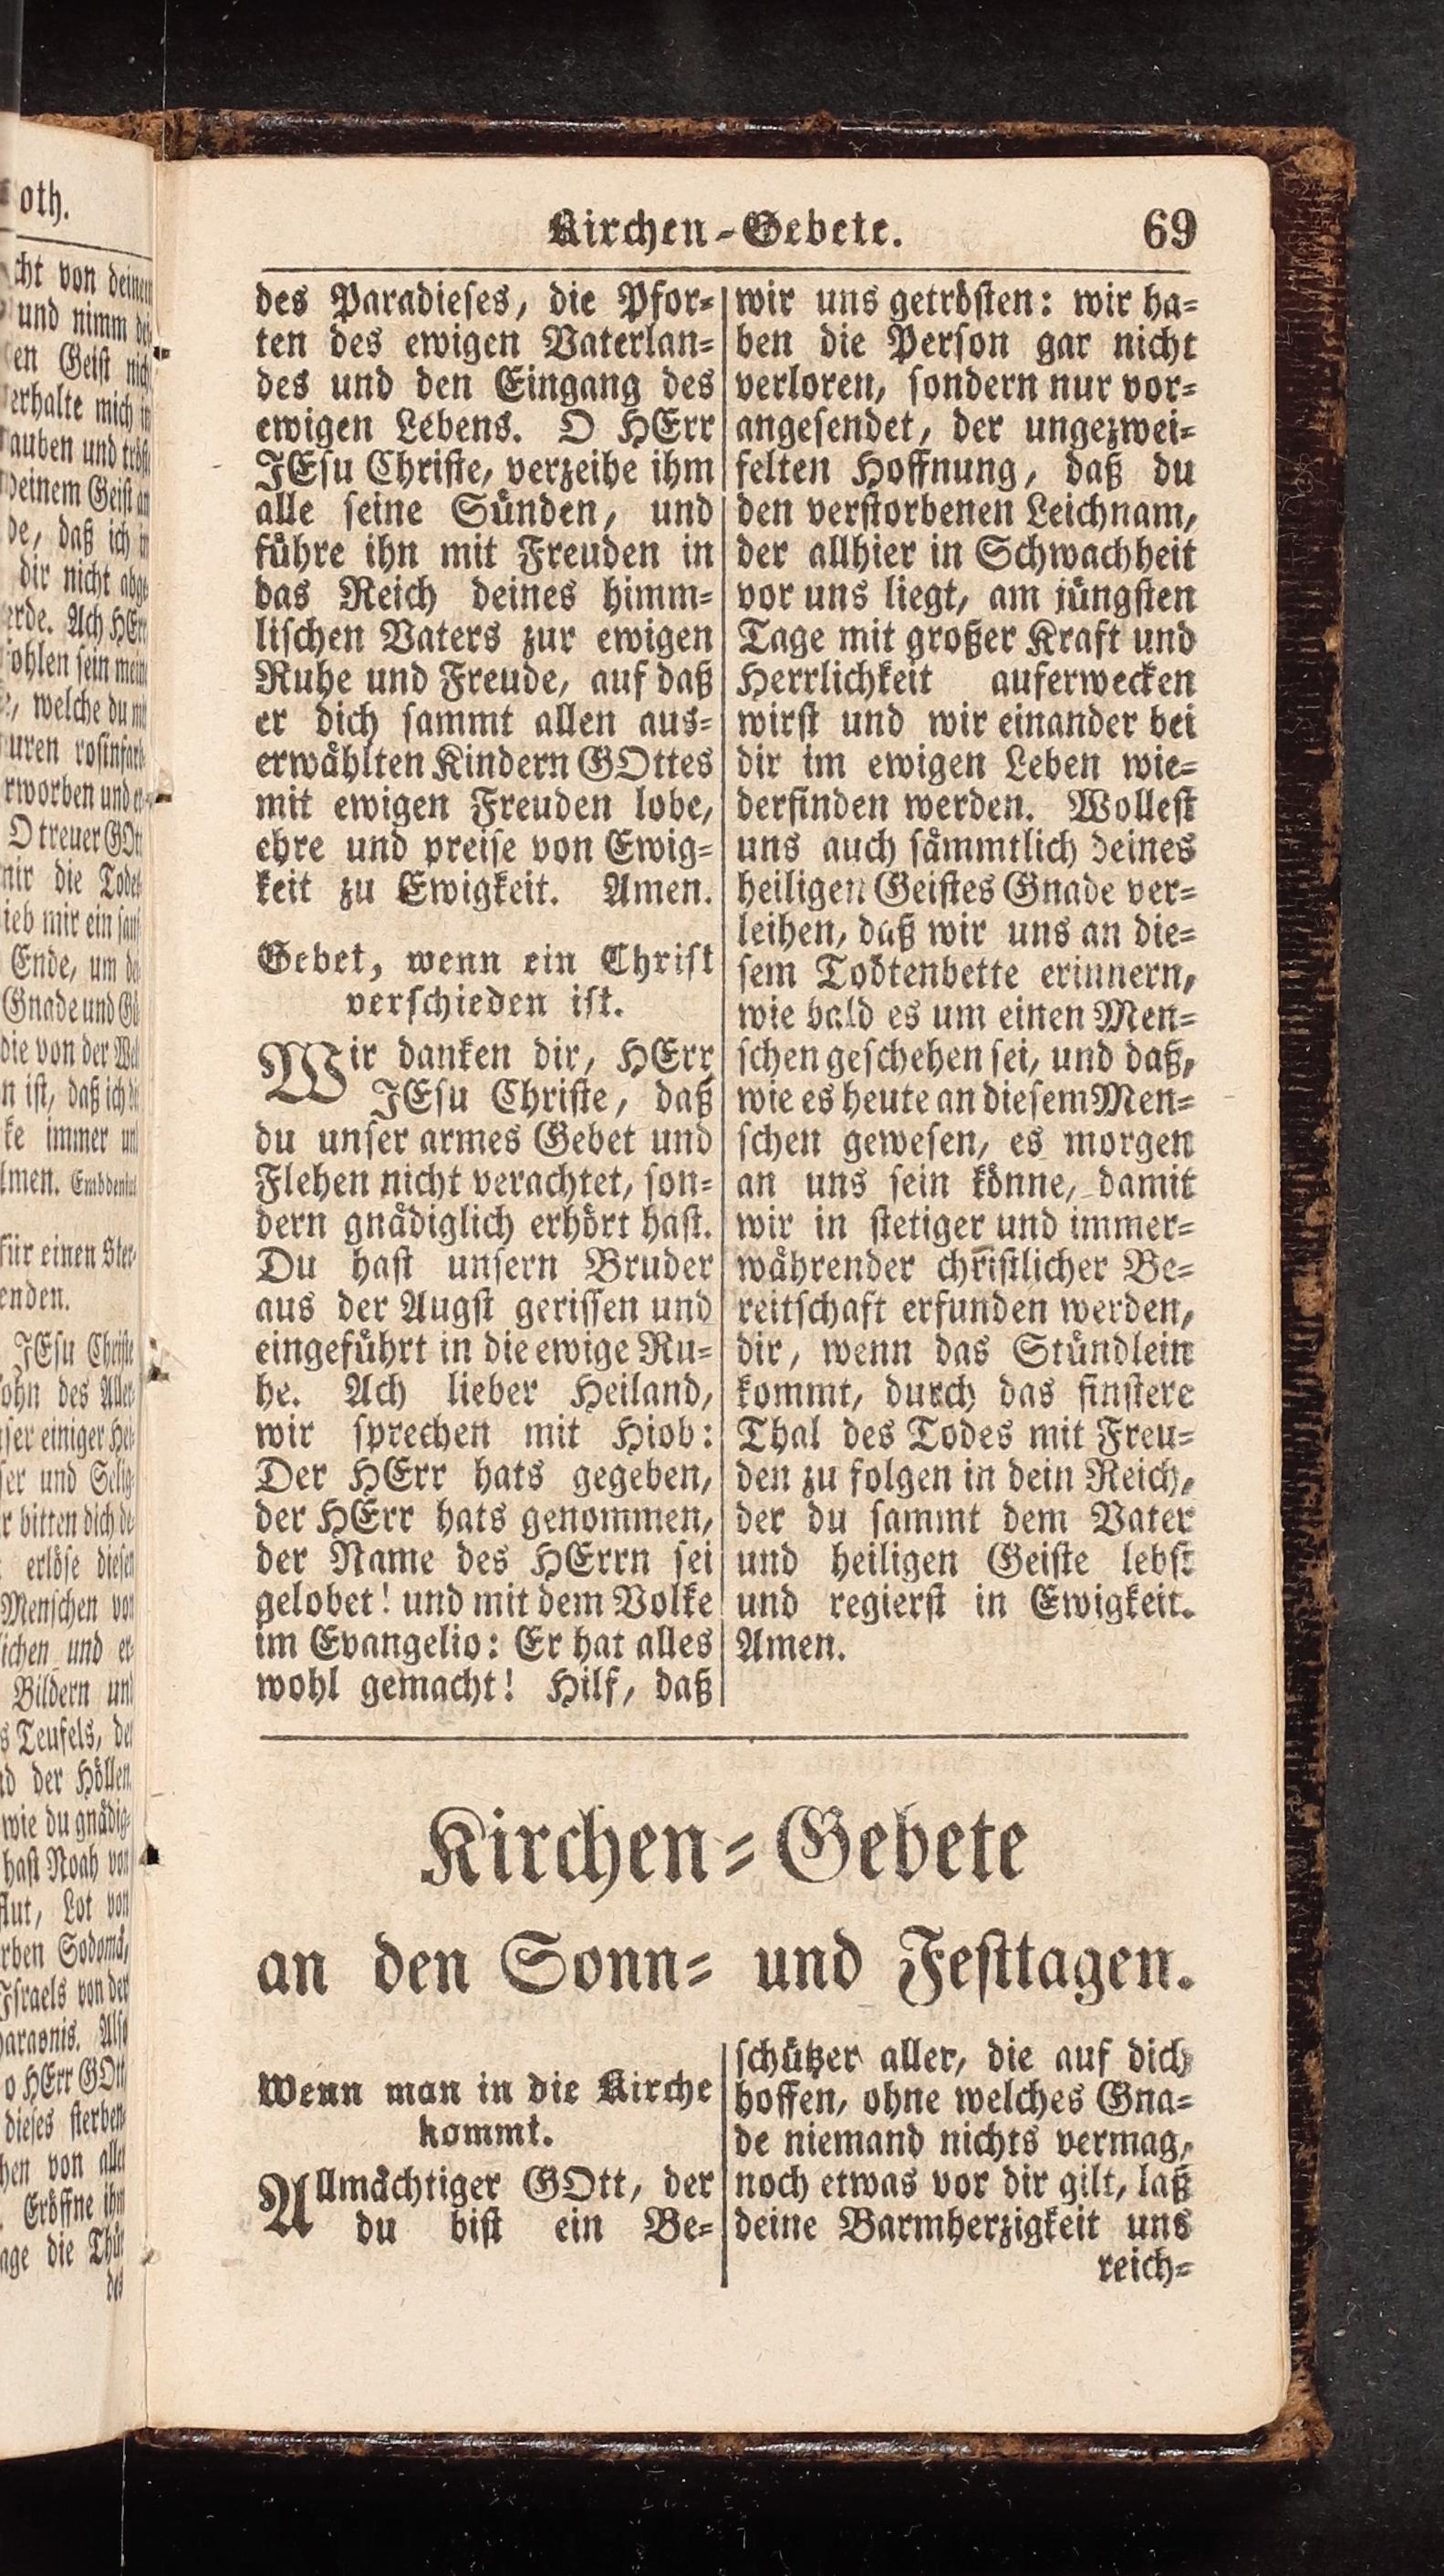 Kirchen-Gebete. 69
des Paradieses, die Pfor-
ten des ewigen Vaterlan-
des und den Eingang des
ewigen Lebens. O HErr
JEsu Christe, verzeihe ihm
alle seine Sünden, und
führe ihn mit Freuden in
das Reich deines himm-
lischen Vaters zur ewigen
Ruhe und Freude, auf daß
er dich sammt allen aus-
erwählten Kindern GOttes
mit ewigen Freuden lobe,
ehre und preise von Ewig-
keit zu Ewigkeit. Amen.
Gebet, wenn ein Christ
verschieden ist.
Wir danken dir, HErr
JEsu Christe, daß
du unser armes Gebet und
Flehen nicht verachtet, son-
dern gnädiglich erhört hast.
Du hast unsern Bruder
aus der Augst gerissen und
eingeführt in die ewige Ru-
he. Ach lieber Heiland,
wir sprechen mit Hiob:
Der HErr hats gegeben,
der HErr hats genommen,
der Name des HErrn sei
gelobet! und mit dem Volke
im Evangelio: Er hat alles
wohl gemacht! Hilf, daß
wir uns getrösten: wir ha-
ben die Person gar nicht
verloren, sondern nur vor-
angesendet, der ungezwei-
felten Hoffnung, daß du
den verstorbenen Leichnam,
der allhier in Schwachheit
vor uns liegt, am jüngsten
Tage mit großer Kraft und
Herrlichkeit auferwecken
wirst und wir einander bei
dir im ewigen Leben wie-
derfinden werden. Wollest
uns auch sämmtlich deines
heiligen Geistes Gnade ver-
leihen, daß wir uns an die-
sem Todtenbette erinnern,
wie bald es um einen Men-
schen geschehen sei, und daß,
wie es heute an diesem Men-
schen gewesen, es morgen
an uns sein könne, damit
wir in stetiger und immer-
währender christlicher Be-
reitschaft erfunden werden,
dir, wenn das Stündlein
kommt, durch das finstere
Thal des Todes mit Freu-
den zu folgen in dein Reich,
der du sammt dem Vater
und heiligen Geiste lebst
und regierst in Ewigkeit.
Amen.
Kirchen-Gebete
an den Sonn- und Festtagen.
Wenn man in die Kirche
kommt.
Allmächtiger GOtt, der
du bist ein Be-
schützer aller, die auf dich
hoffen, ohne welches Gna-
de niemand nichts vermag,
noch etwas vor dir gilt, laß
deine Barmherzigkeit uns
reich-